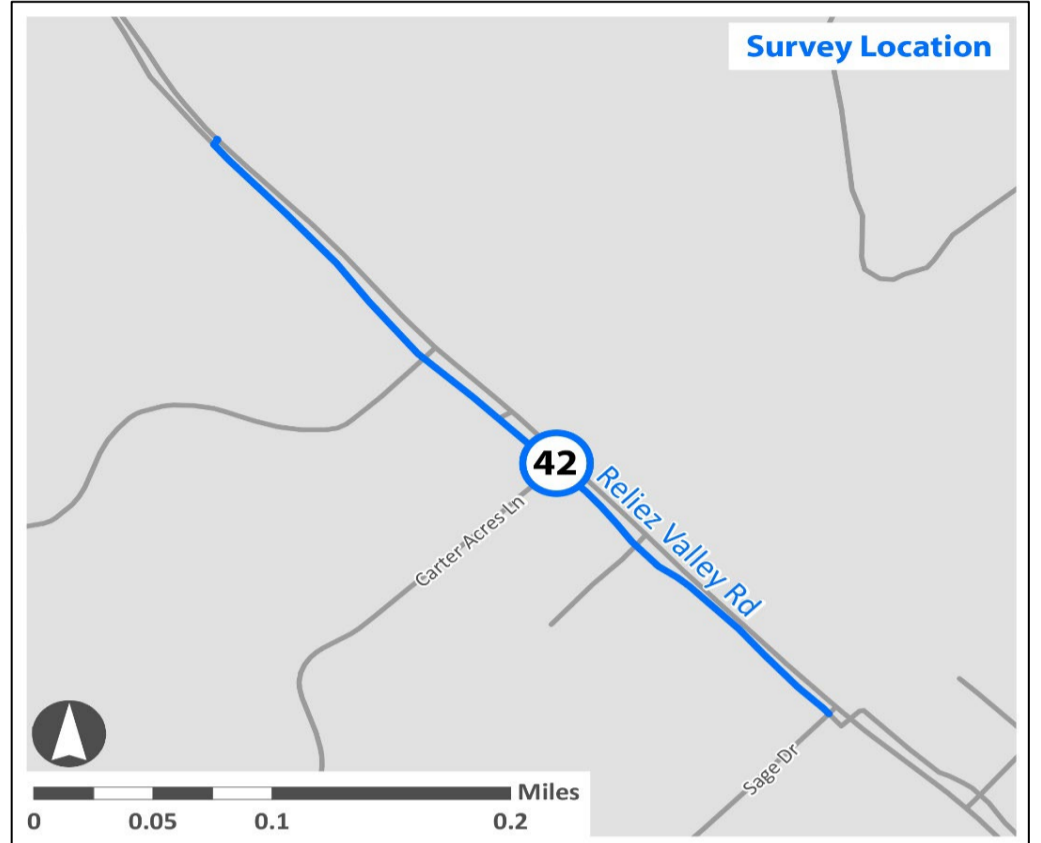 Survey Location
42
Reliez Valley Rd
Carter Acres Ln
Sage Dr
Miles
0 0.05 0.1 0.2